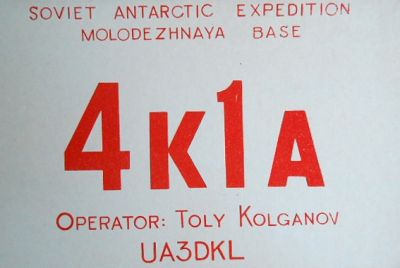 SOVIET ANTARCTIC EXPEDITION
MOLODEZHNAYA BASE
4K1A
OPERATOR: TOLY KOLGANOV
UA3DKL